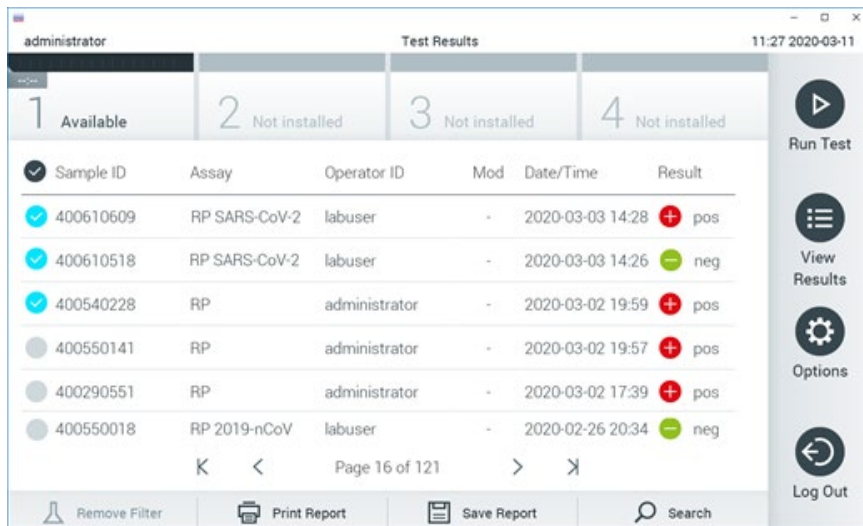 administrator Test Results 11:27 2020-03-11
--:--
1 Available 2 Not installed 3 Not installed 4 Not installed
Run Test
Sample ID Assay Operator ID Mod Date/Time Result
400610609 RP SARS-CoV-2 labuser - 2020-03-03 14:28 pos
400610518 RP SARS-CoV-2 labuser - 2020-03-03 14:26 neg
View
Results
400540228 RP administrator - 2020-03-02 19:59 pos
400550141 RP administrator - 2020-03-02 19:57 pos
Options
400290551 RP administrator - 2020-03-02 17:39 pos
400550018 RP 2019-nCoV labuser - 2020-02-26 20:34 neg
Page 16 of 121
Log Out
Remove Filter Print Report Save Report Search